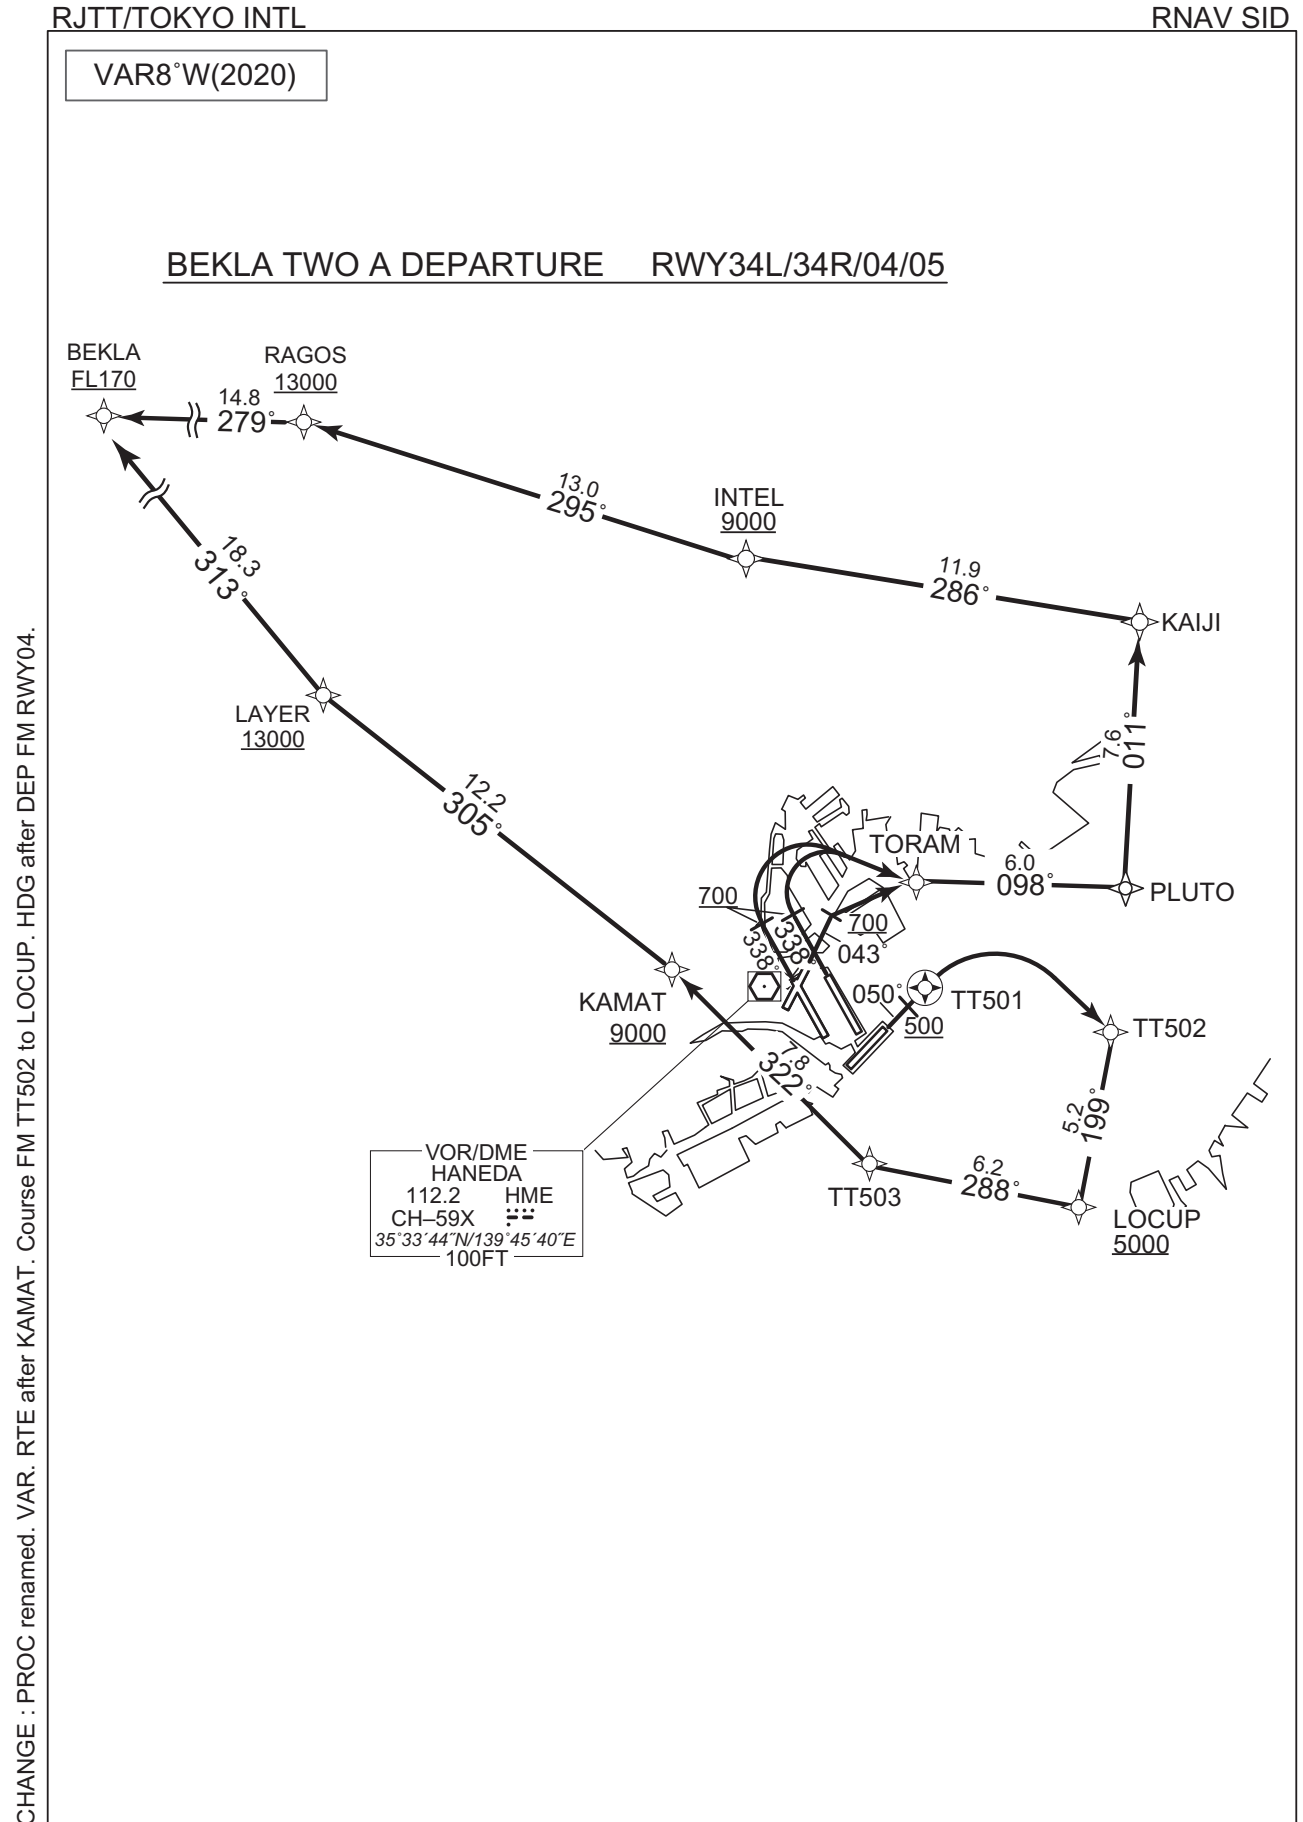 RJTT/TOKYO INTL
RNAV SID
VAR8°W(2020)
BEKLA TWO A DEPARTURE RWY34L/34R/04/05
BEKLA
FL170
RAGOS
13000
14.8
279°
13.0
295°
INTEL
9000
11.9
286°
KAIJI
18.3
313°
LAYER
13000
7.6
011°
12.2
305°
TORAM
6.0
098°
PLUTO
700
700
338°
338°
043°
KAMAT
9000
050°
500
TT501
TT502
7.8
322°
5.2
199°
VOR/DME
HANEDA
112.2 HME
CH–59X
35°33´44˝N/139°45´40˝E
100FT
TT503
6.2
288°
LOCUP
5000
CHANGE : PROC renamed. VAR. RTE after KAMAT. Course FM TT502 to LOCUP. HDG after DEP FM RWY04.